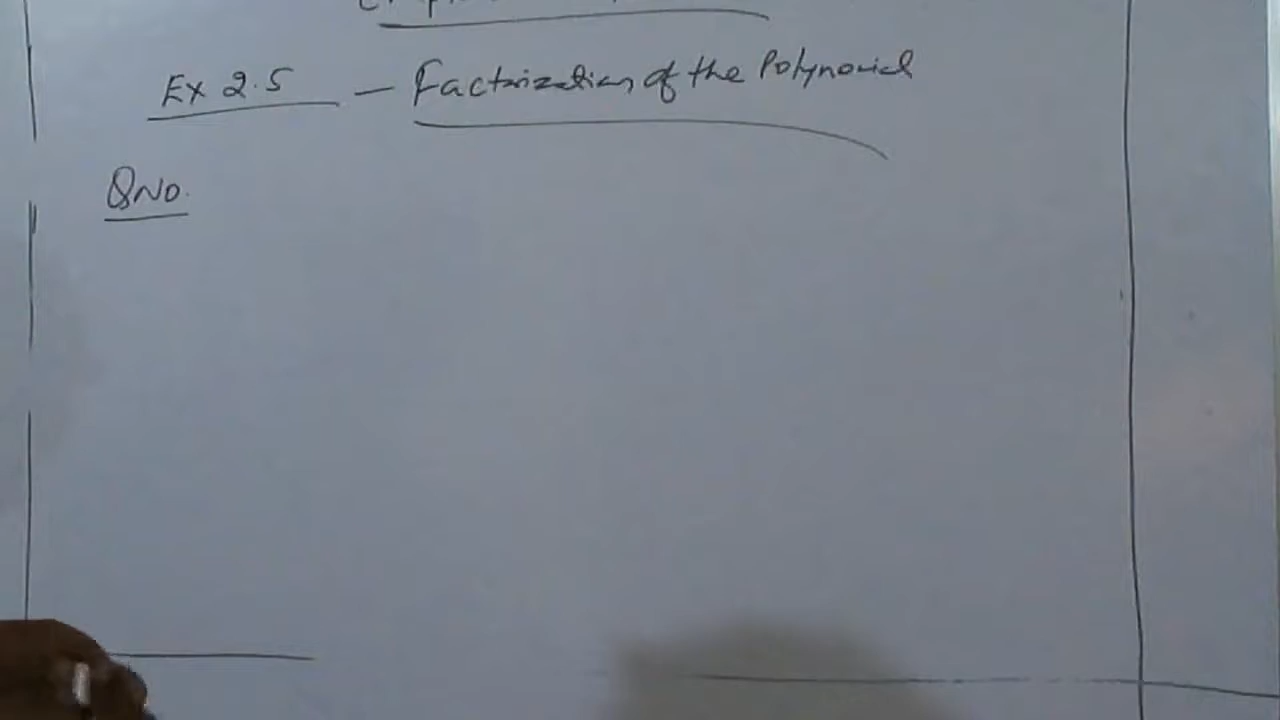 Ex 2.5 — Factorization of the Polynomial
QNo.